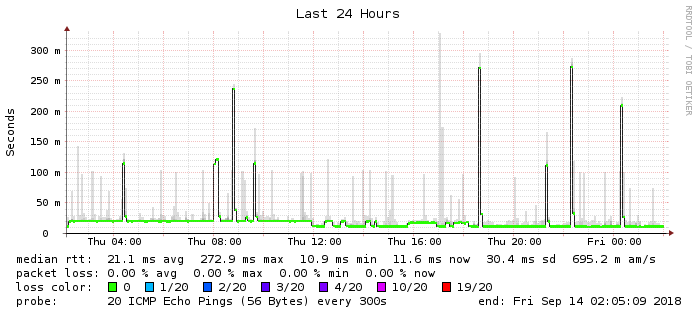 Last 24 Hours
RRDTOOL / TOBI OETIKER
Seconds
300 m
250 m
200 m
150 m
100 m
50 m
0
Thu 04:00 Thu 08:00 Thu 12:00 Thu 16:00 Thu 20:00 Fri 00:00
median rtt: 21.1 ms avg 272.9 ms max 10.9 ms min 11.6 ms now 30.4 ms sd 695.2 m am/s
packet loss: 0.00 % avg 0.00 % max 0.00 % min 0.00 % now
loss color: 0 1/20 2/20 3/20 4/20 10/20 19/20
probe: 20 ICMP Echo Pings (56 Bytes) every 300s end: Fri Sep 14 02:05:09 2018